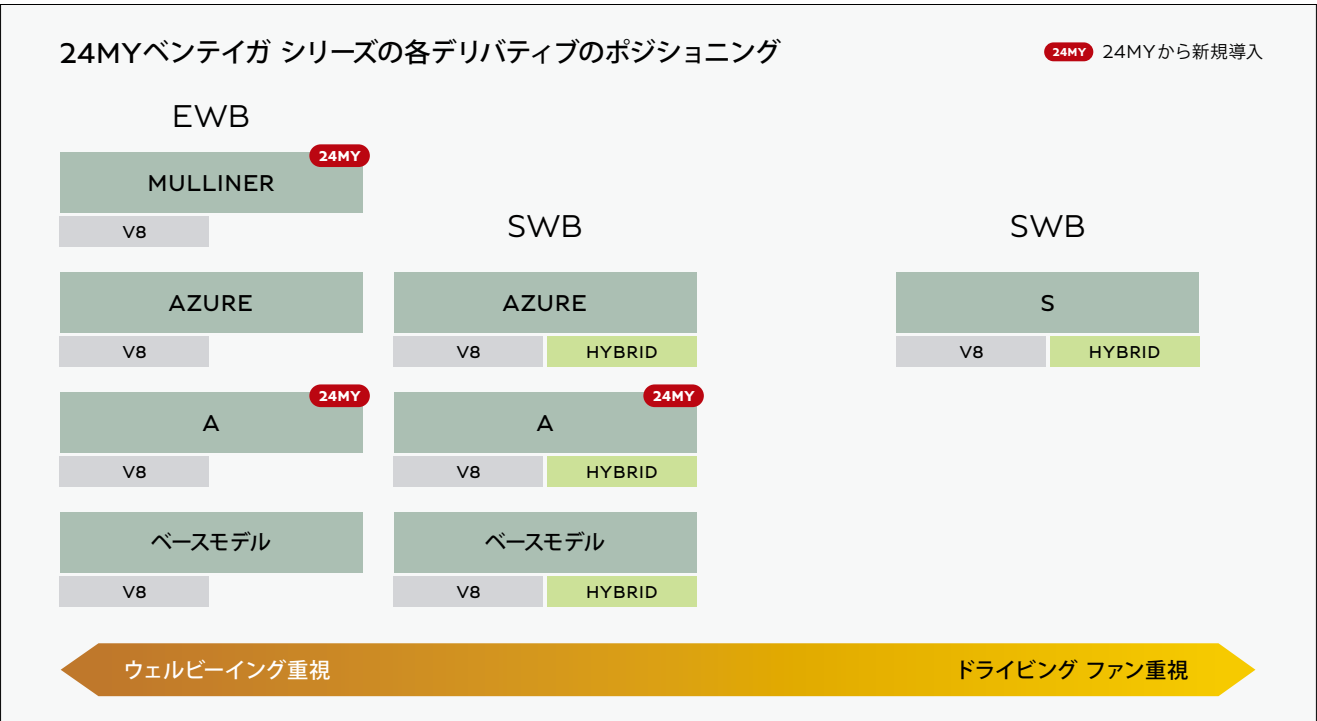 24MYベンテイガ シリーズの各デリバティブのポジショニング
24MY 24MYから新規導入
EWB
24MY
MULLINER
V8
SWB
SWB
AZURE
AZURE
S
V8
V8
HYBRID
V8
HYBRID
24MY
24MY
A
A
V8
V8
HYBRID
ベースモデル
ベースモデル
V8
V8
HYBRID
ウェルビーイング重視
ドライビング ファン重視